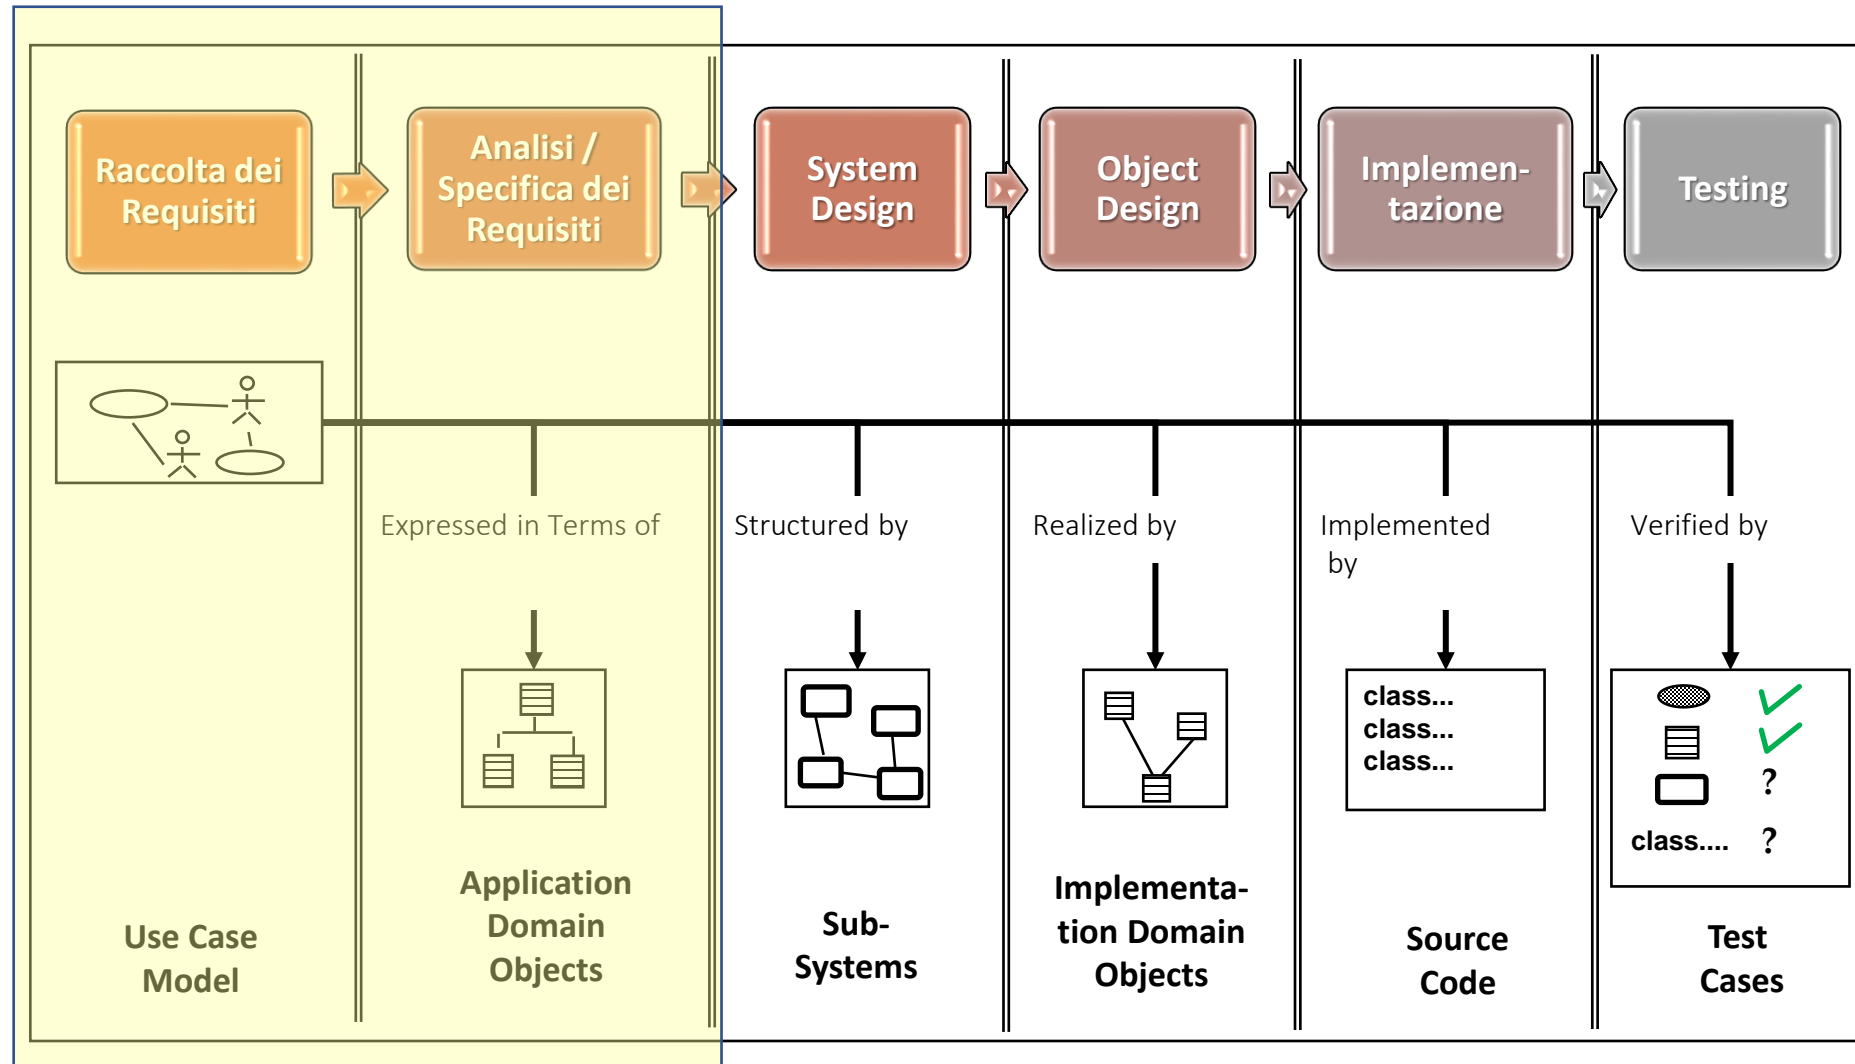 Raccolta dei
Requisiti
Analisi /
Specifica dei
Requisiti
System
Design
Object
Design
Implemen-
tazione
Testing
Expressed in Terms of
Structured by
Realized by
Implemented
by
Verified by
class...
class...
class...
?
class....
?
Use Case
Model
Application
Domain
Objects
Sub-
Systems
Implementa-
tion Domain
Objects
Source
Code
Test
Cases